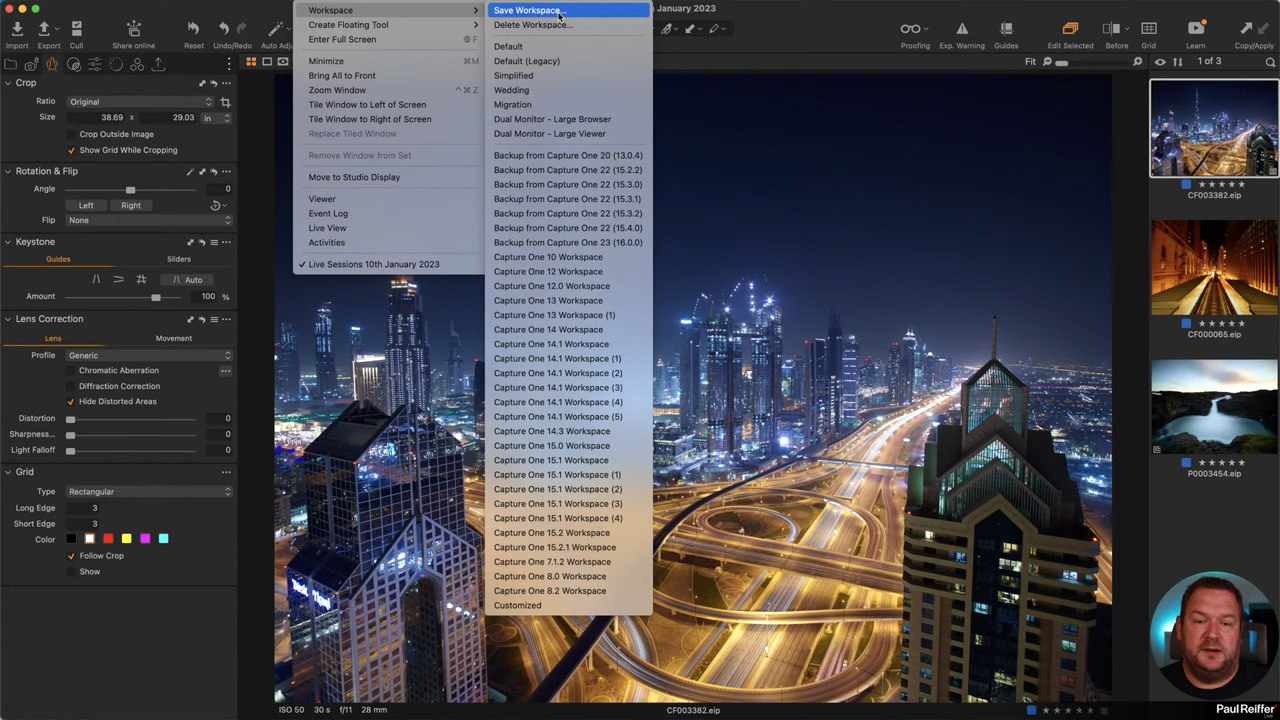 January 2023
Workspace
Create Floating Tool
Enter Full Screen F
Minimize ⌘M
Bring All to Front
Zoom Window ^⌘Z
Tile Window to Left of Screen
Tile Window to Right of Screen
Replace Tiled Window
Remove Window from Set
Move to Studio Display
Viewer
Event Log
Live View
Activities
✓ Live Sessions 10th January 2023
Save Workspace...
Delete Workspace...
Default
Default (Legacy)
Simplified
Wedding
Migration
Dual Monitor - Large Browser
Dual Monitor - Large Viewer
Backup from Capture One 20 (13.0.4)
Backup from Capture One 22 (15.2.2)
Backup from Capture One 22 (15.3.0)
Backup from Capture One 22 (15.3.1)
Backup from Capture One 22 (15.3.2)
Backup from Capture One 22 (15.4.0)
Backup from Capture One 23 (16.0.0)
Capture One 10 Workspace
Capture One 12 Workspace
Capture One 12.0 Workspace
Capture One 13 Workspace
Capture One 13 Workspace (1)
Capture One 14 Workspace
Capture One 14.1 Workspace
Capture One 14.1 Workspace (1)
Capture One 14.1 Workspace (2)
Capture One 14.1 Workspace (3)
Capture One 14.1 Workspace (4)
Capture One 14.1 Workspace (5)
Capture One 14.3 Workspace
Capture One 15.0 Workspace
Capture One 15.1 Workspace
Capture One 15.1 Workspace (1)
Capture One 15.1 Workspace (2)
Capture One 15.1 Workspace (3)
Capture One 15.1 Workspace (4)
Capture One 15.2 Workspace
Capture One 15.2.1 Workspace
Capture One 7.1.2 Workspace
Capture One 8.0 Workspace
Capture One 8.2 Workspace
Customized
Import Export Cull Share online Reset Undo/Redo Auto Adj
Proofing Exp. Warning Guides Edit Selected Before Grid Learn Copy/Apply
Fit
1 of 3
Crop
Ratio Original
Size 38.69 x 29.03 in
Crop Outside Image
Show Grid While Cropping
Rotation & Flip
Angle 0
Left Right
Flip None
Keystone
Guides Sliders
Auto
Amount 100 %
Lens Correction
Lens Movement
Profile Generic
Chromatic Aberration
Diffraction Correction
Hide Distorted Areas
Distortion 0
Sharpness... 0
Light Falloff 0
Grid
Type Rectangular
Long Edge 3
Short Edge 3
Color
Follow Crop
Show
CF003382.eip
CF000065.eip
P0003454.eip
ISO 50 30 s f/11 28 mm
CF003382.eip
Paul Reiffer
Live